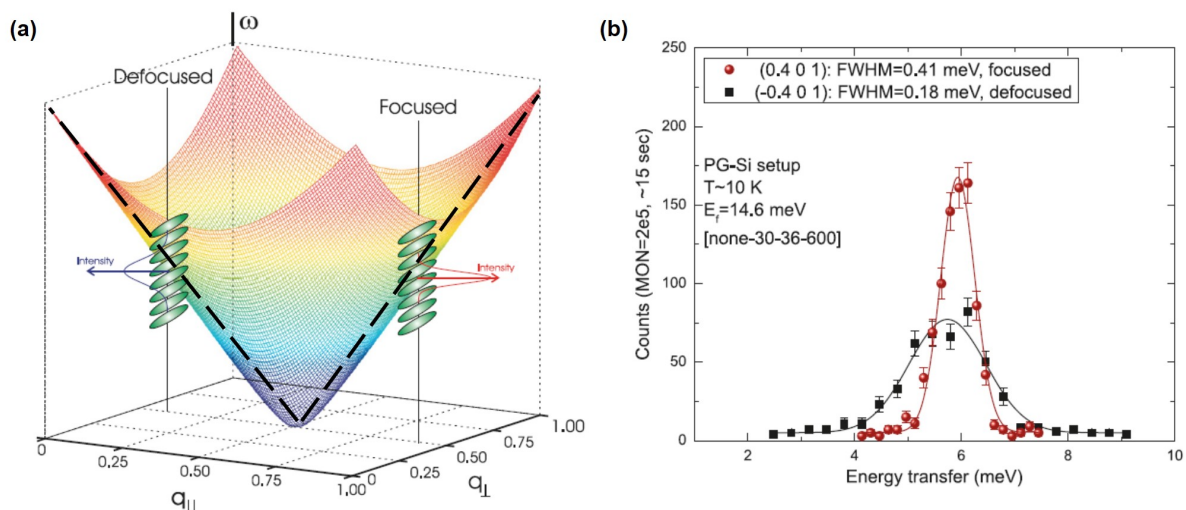 (a)
ω
Defocused
Focused
Intensity
Intensity
0
0.25
0.50
0.75
1.00
q||
0
0.25
0.50
0.75
1.00
q⊥
(b)
250
200
150
100
50
0
Counts (MON=2e5, ~15 sec)
(0.4 0 1): FWHM=0.41 meV, focused
(-0.4 0 1): FWHM=0.18 meV, defocused
PG-Si setup
T~10 K
Ef=14.6 meV
[none-30-36-600]
2
4
6
8
10
Energy transfer (meV)